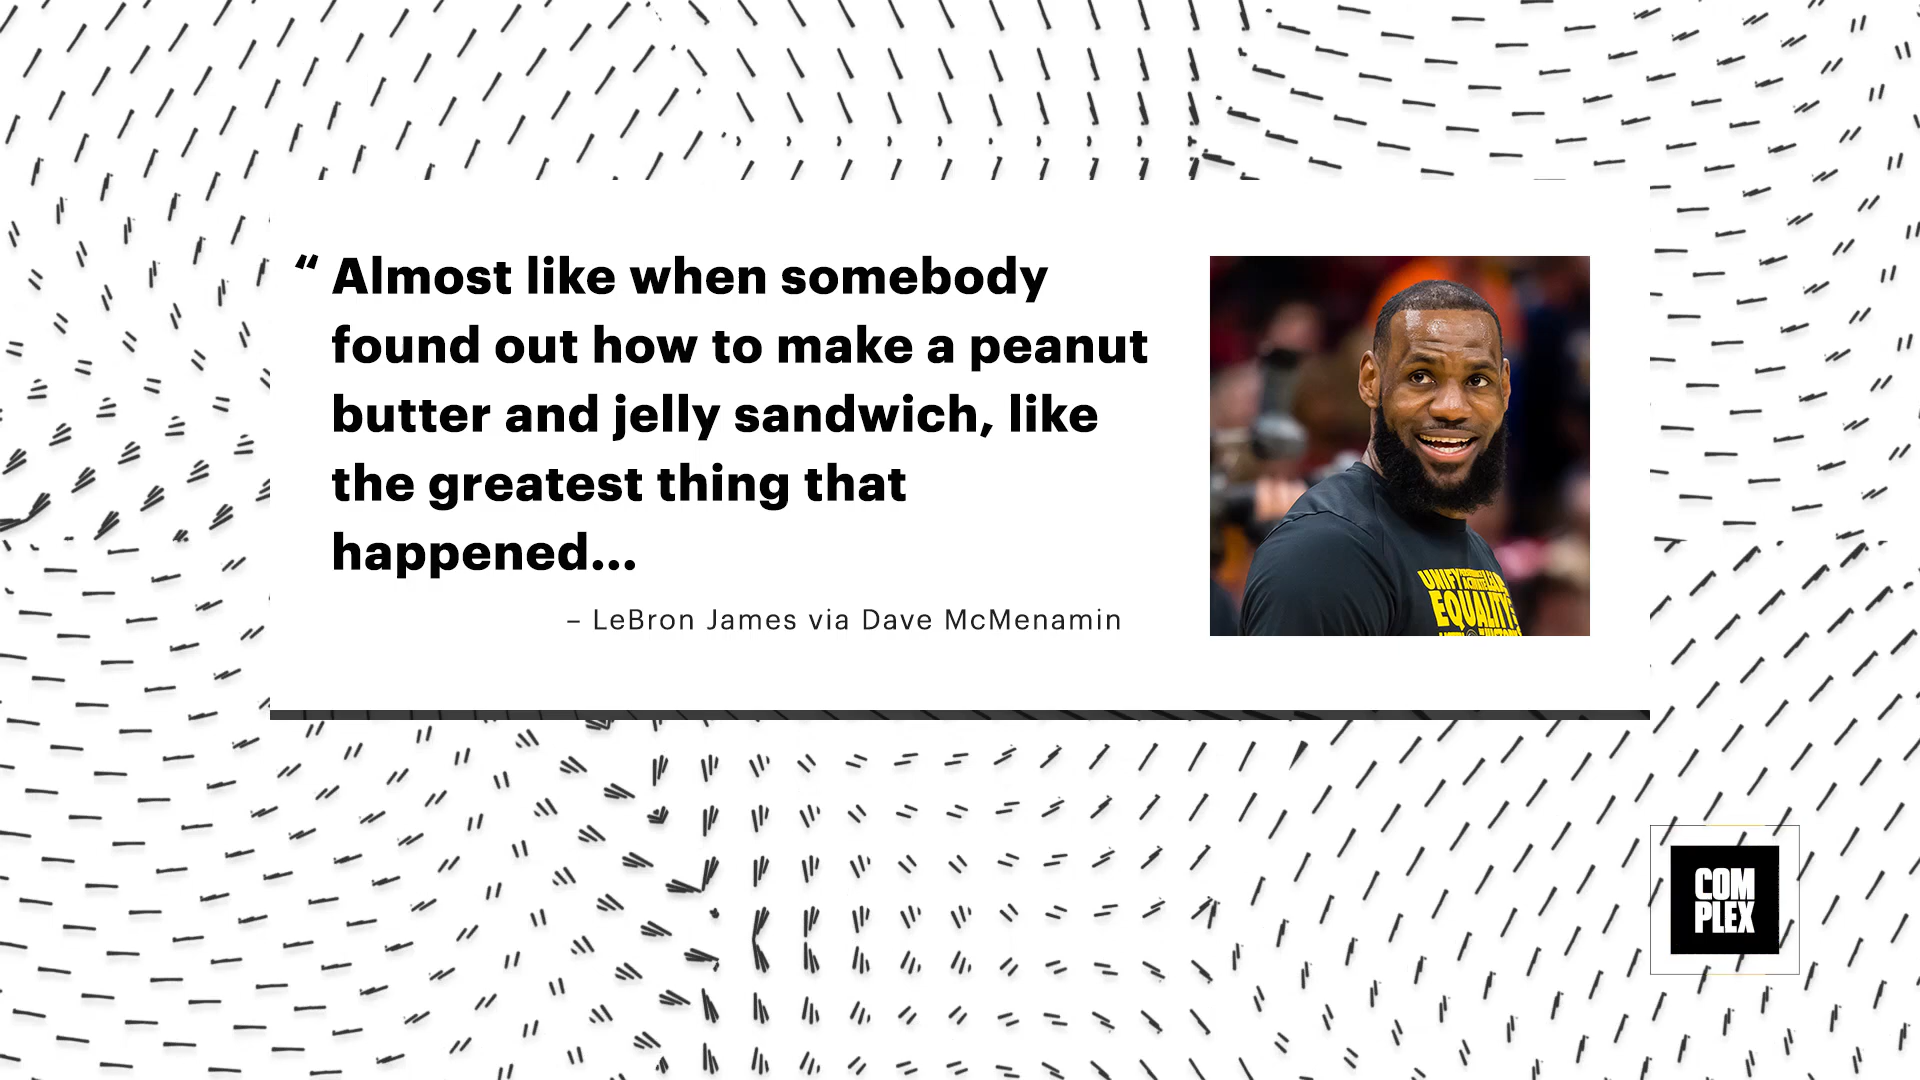 “ Almost like when somebody
found out how to make a peanut
butter and jelly sandwich, like
the greatest thing that
happened...
– LeBron James via Dave McMenamin
UNIFY
EQUALITY
COM
PLEX